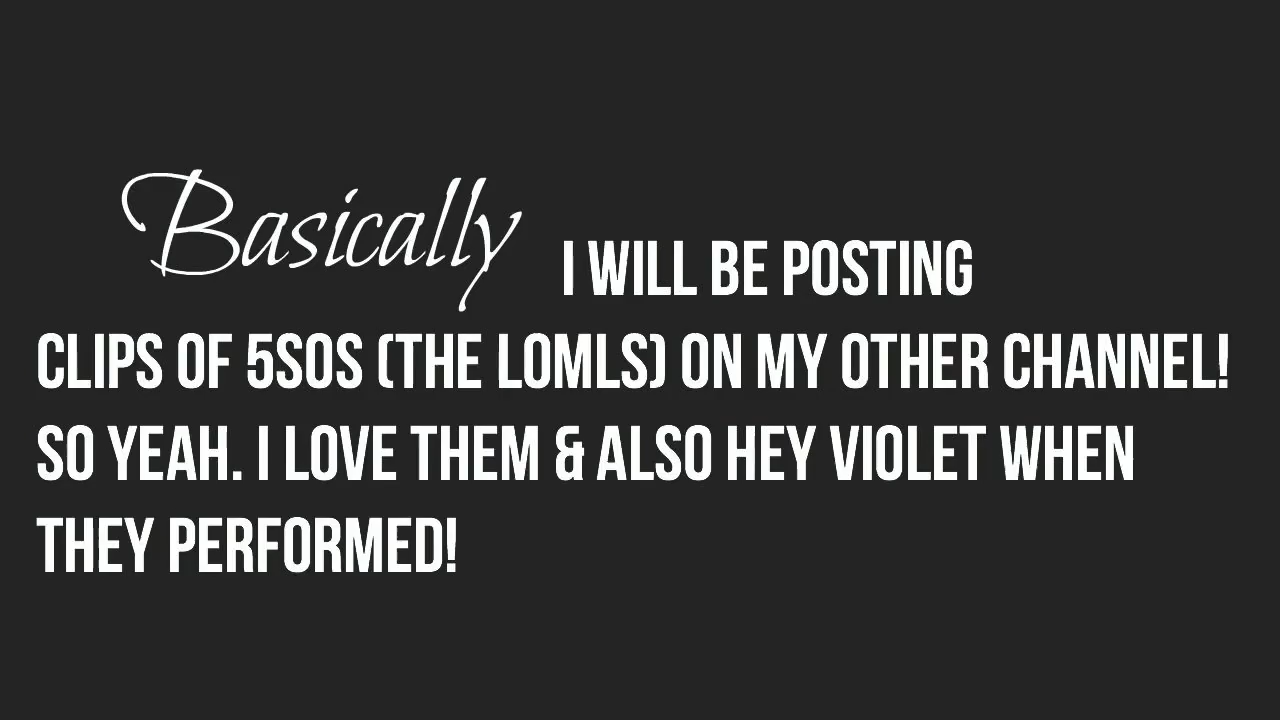 Basically I WILL BE POSTING
CLIPS OF 5SOS (THE LOMLS) ON MY OTHER CHANNEL!
SO YEAH. I LOVE THEM & ALSO HEY VIOLET WHEN
THEY PERFORMED!